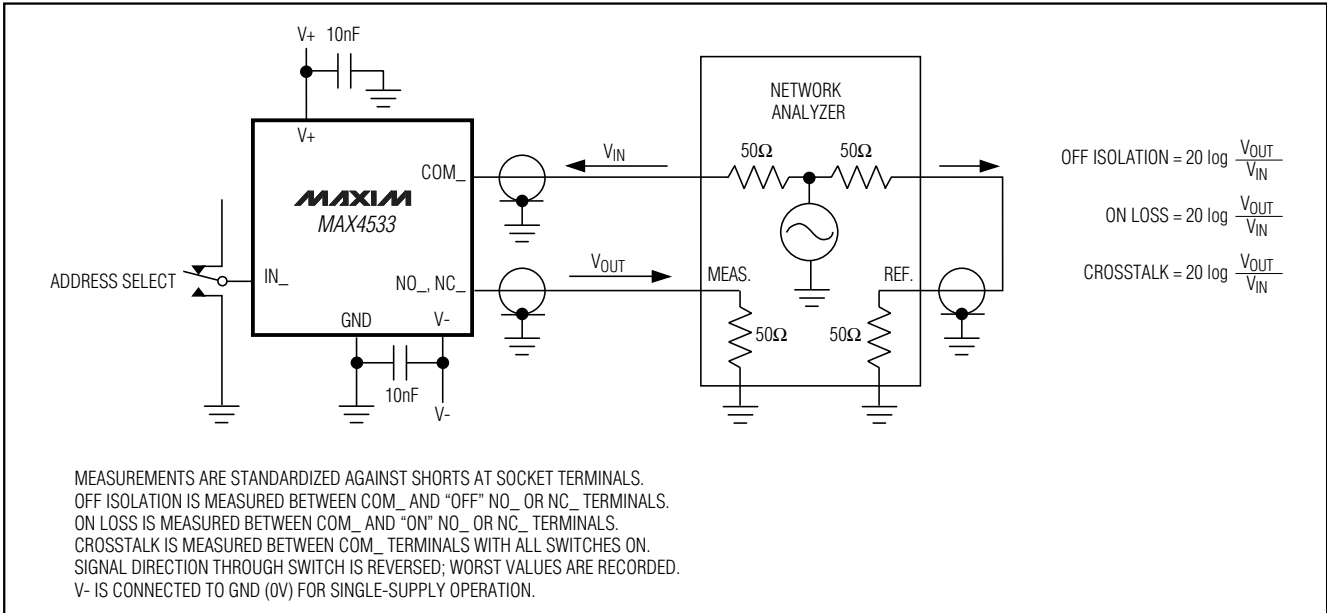 V+ 10nF
V+
COM_
MAXIM
MAX4533
ADDRESS SELECT
IN_
NO_, NC_
GND V-
10nF
V-
VIN
VOUT
NETWORK
ANALYZER
50Ω 50Ω
MEAS. REF.
50Ω 50Ω
OFF ISOLATION = 20 log VOUT
VIN
ON LOSS = 20 log VOUT
VIN
CROSSTALK = 20 log VOUT
VIN
MEASUREMENTS ARE STANDARDIZED AGAINST SHORTS AT SOCKET TERMINALS.
OFF ISOLATION IS MEASURED BETWEEN COM_ AND “OFF” NO_ OR NC_ TERMINALS.
ON LOSS IS MEASURED BETWEEN COM_ AND “ON” NO_ OR NC_ TERMINALS.
CROSSTALK IS MEASURED BETWEEN COM_ TERMINALS WITH ALL SWITCHES ON.
SIGNAL DIRECTION THROUGH SWITCH IS REVERSED; WORST VALUES ARE RECORDED.
V- IS CONNECTED TO GND (0V) FOR SINGLE-SUPPLY OPERATION.